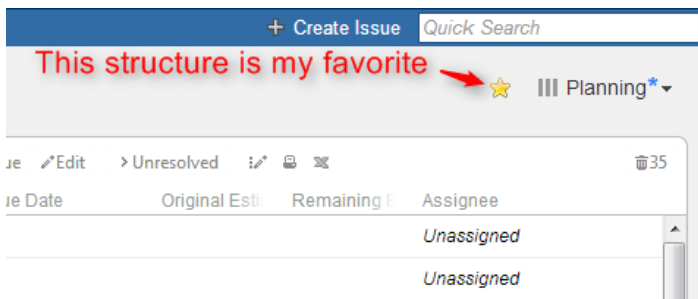 + Create Issue Quick Search
This structure is my favorite
Planning*
ue Edit > Unresolved 35
ue Date Original Esti Remaining E Assignee
Unassigned
Unassigned